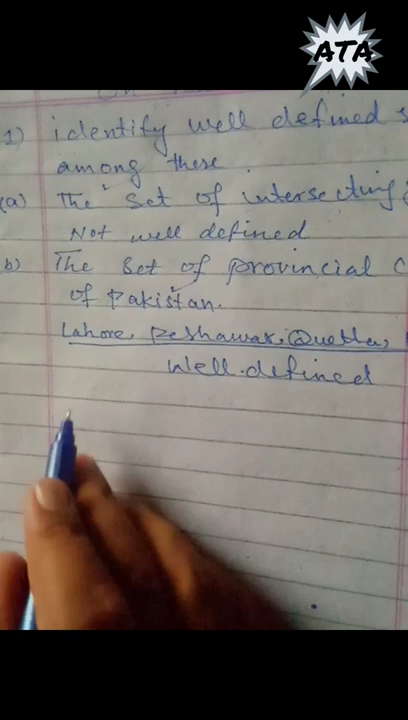 ATA
1) identify well defined s
among these
(a) The set of intersecting
Not well defined
b) The set of provincial C
of Pakistan.
Lahore, Peshawar, Quetta,
Well-defined